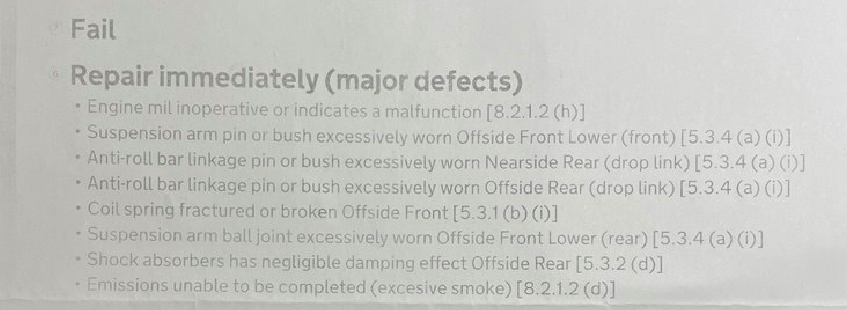 Fail
Repair immediately (major defects)
• Engine mil inoperative or indicates a malfunction [8.2.1.2 (h)]
• Suspension arm pin or bush excessively worn Offside Front Lower (front) [5.3.4 (a) (i)]
• Anti-roll bar linkage pin or bush excessively worn Nearside Rear (drop link) [5.3.4 (a) (i)]
• Anti-roll bar linkage pin or bush excessively worn Offside Rear (drop link) [5.3.4 (a) (i)]
• Coil spring fractured or broken Offside Front [5.3.1 (b) (i)]
• Suspension arm ball joint excessively worn Offside Front Lower (rear) [5.3.4 (a) (i)]
• Shock absorbers has negligible damping effect Offside Rear [5.3.2 (d)]
• Emissions unable to be completed (excesive smoke) [8.2.1.2 (d)]